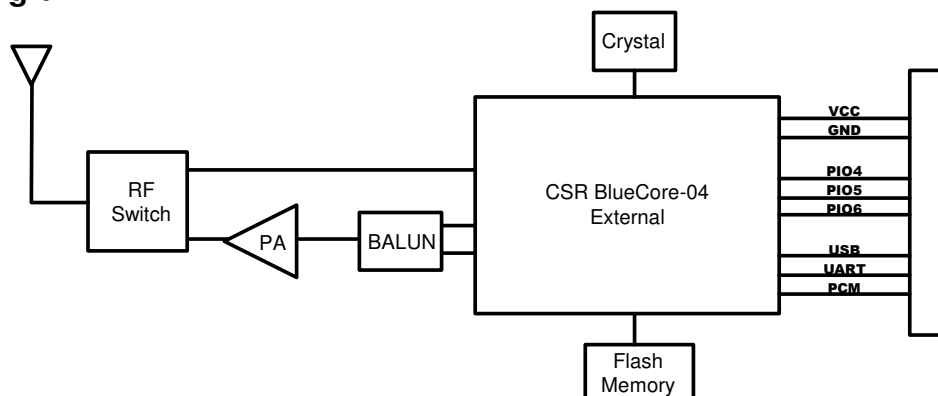 Crystal
RF
Switch
PA
BALUN
CSR BlueCore-04
External
VCC
GND
PIO4
PIO5
PIO6
USB
UART
PCM
Flash
Memory